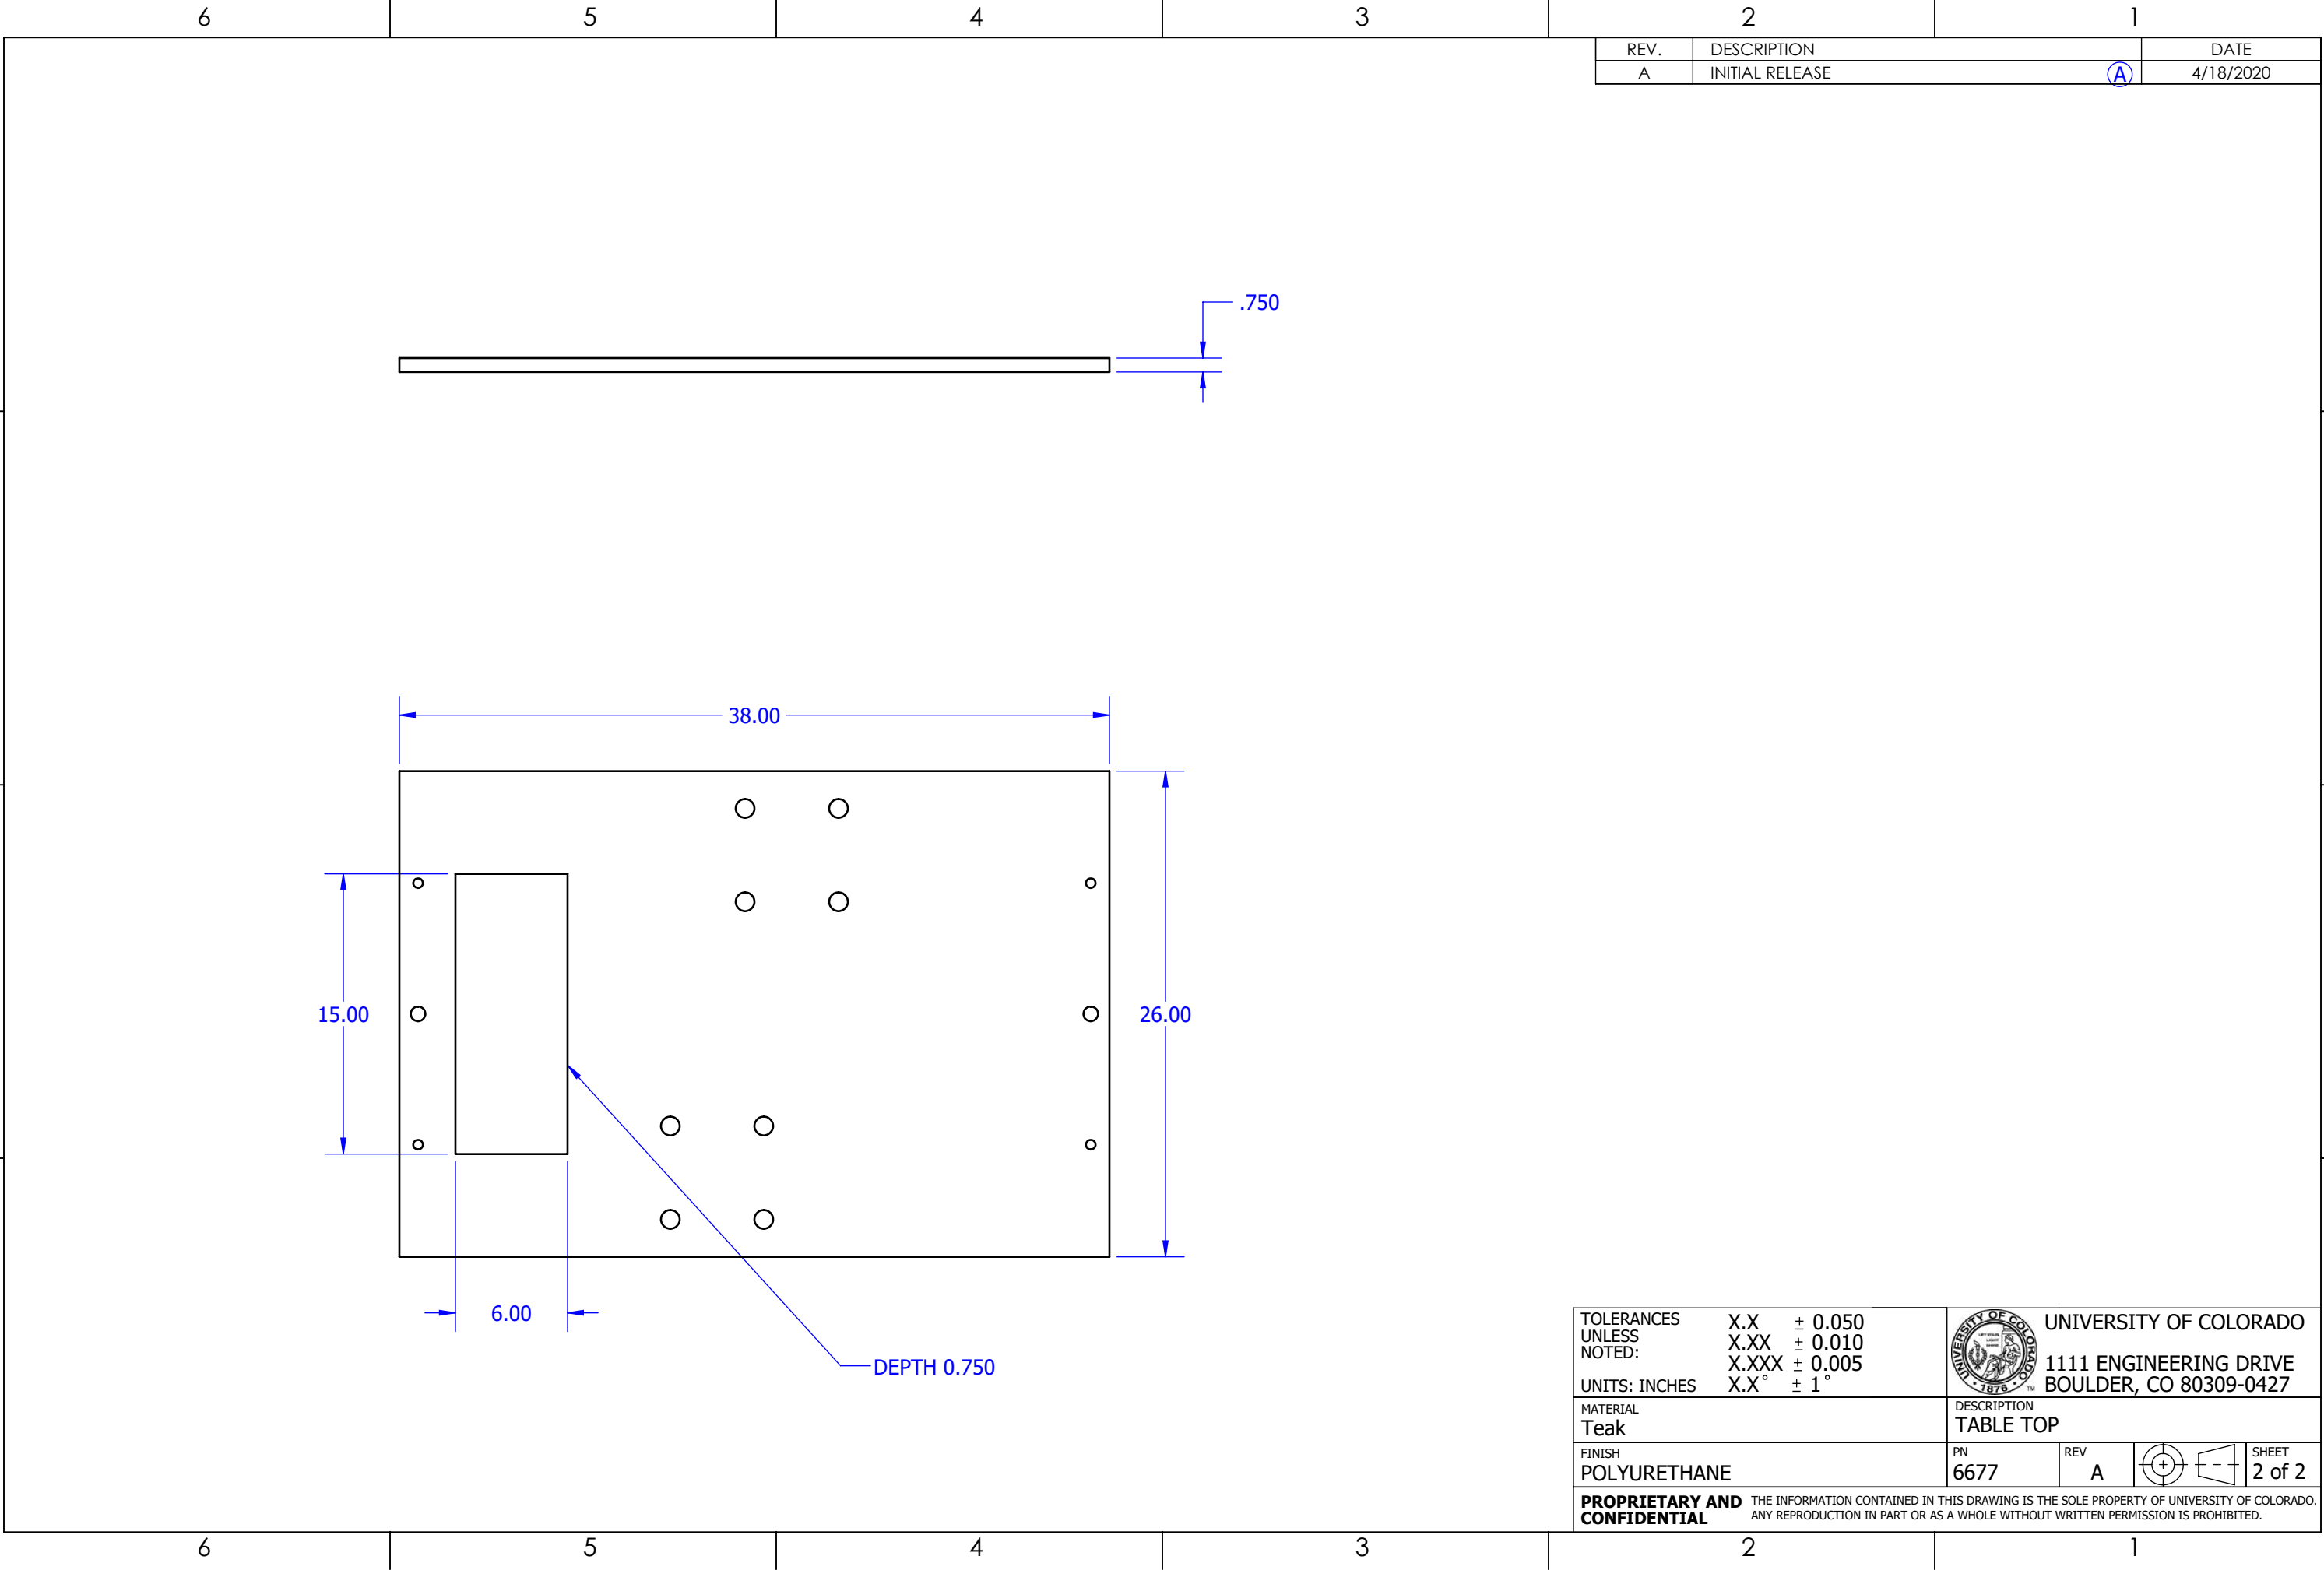 6 5 4 3 2 1
REV. DESCRIPTION DATE
A INITIAL RELEASE A 4/18/2020
.750
38.00
15.00
26.00
6.00
DEPTH 0.750
TOLERANCES UNLESS NOTED:
UNITS: INCHES
X.X ± 0.050
X.XX ± 0.010
X.XXX ± 0.005
X.X° ± 1°
UNIVERSITY OF COLORADO
1876
TM
UNIVERSITY OF COLORADO
1111 ENGINEERING DRIVE
BOULDER, CO 80309-0427
MATERIAL
Teak
DESCRIPTION
TABLE TOP
FINISH
POLYURETHANE
PN
6677
REV
A
SHEET
2 of 2
PROPRIETARY AND
CONFIDENTIAL
THE INFORMATION CONTAINED IN THIS DRAWING IS THE SOLE PROPERTY OF UNIVERSITY OF COLORADO.
ANY REPRODUCTION IN PART OR AS A WHOLE WITHOUT WRITTEN PERMISSION IS PROHIBITED.
6 5 4 3 2 1